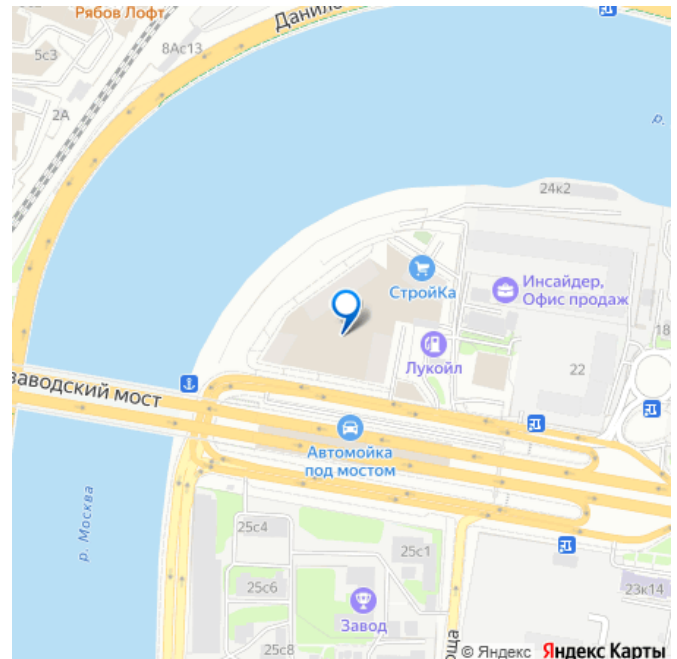 Рябов Лофт
Данило
5с3
8Ас13
2А
р.
24к2
СтройКа
Инсайдер,
Офис продаж
18
Лукойл
22
заводский мост
Автомойка
под мостом
р. Москва
25с4
25с1
25с6
23к14
Завод
25с8
оща
© Яндекс Яндекс Карты